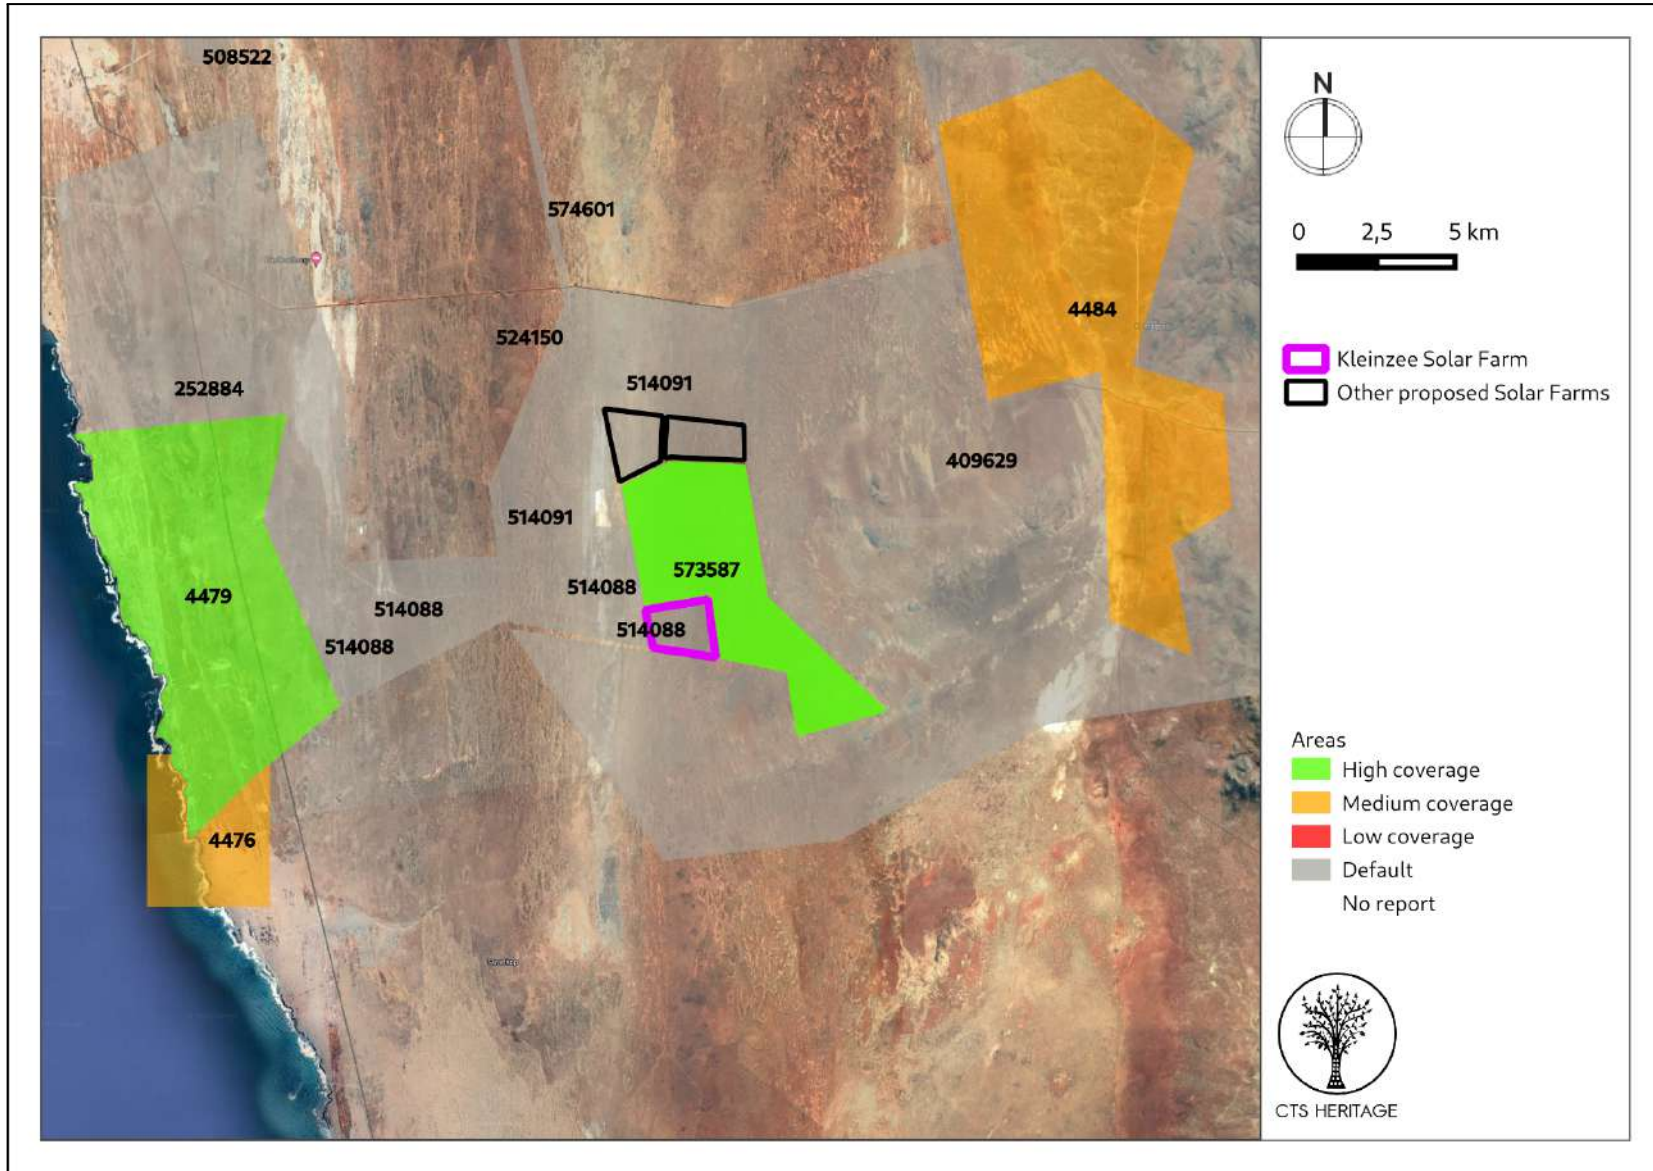 508522
574601
524150
252884
514091
4484
409629
514091
573587
514088
4479
514088
514088
514088
4476
N
0 2,5 5 km
Kleinzee Solar Farm
Other proposed Solar Farms
Areas
High coverage
Medium coverage
Low coverage
Default
No report
CTS HERITAGE